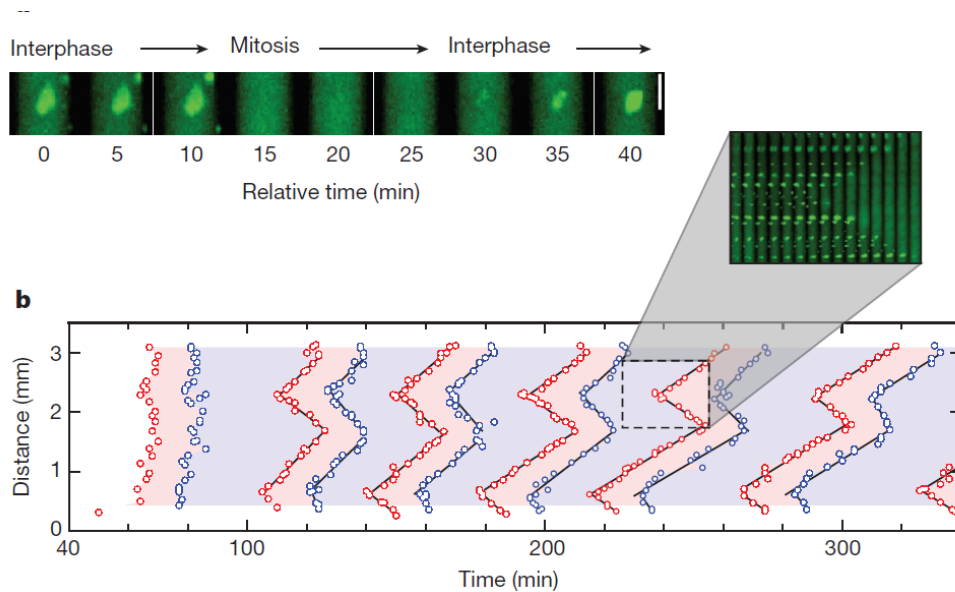 Interphase Mitosis Interphase
0 5 10 15 20 25 30 35 40
Relative time (min)
b
3
2
1
0
Distance (mm)
40 100 200 300
Time (min)